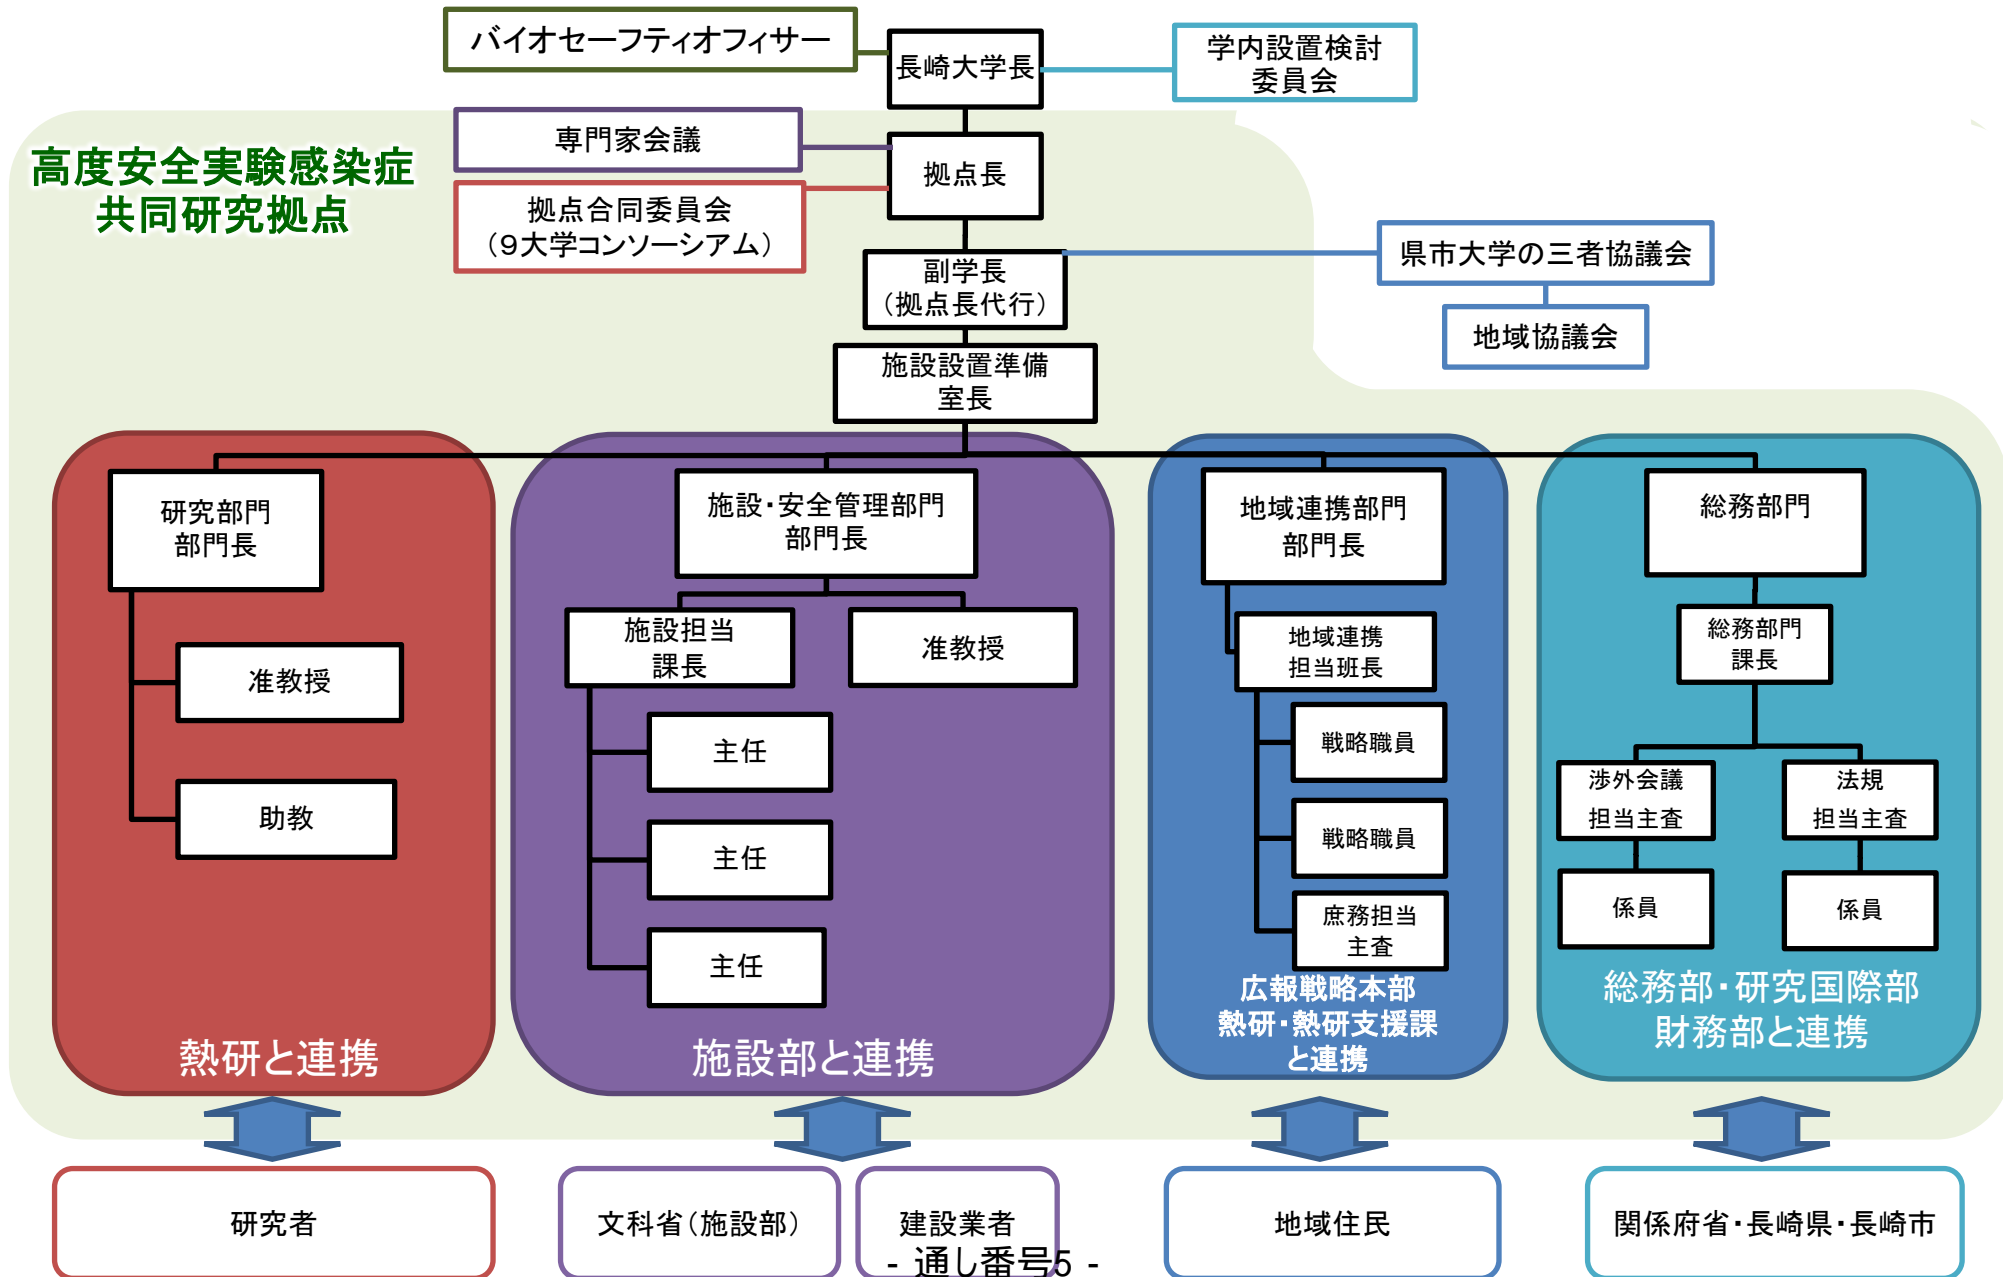 バイオセーフティオフィサー
長崎大学長
学内設置検討
委員会
専門家会議
高度安全実験感染症
共同研究拠点
拠点長
拠点合同委員会
（９大学コンソーシアム）
副学長
（拠点長代行）
県市大学の三者協議会
地域協議会
施設設置準備
室長
研究部門
部門長
准教授
助教
熱研と連携
施設・安全管理部門
部門長
施設担当
課長
准教授
主任
主任
主任
施設部と連携
地域連携部門
部門長
地域連携
担当班長
戦略職員
戦略職員
庶務担当
主査
広報戦略本部
熱研・熱研支援課
と連携
総務部門
総務部門
課長
渉外会議
担当主査
法規
担当主査
係員
係員
総務部・研究国際部
財務部と連携
研究者
文科省（施設部）
建設業者
地域住民
関係府省・長崎県・長崎市
- 通し番号5 -